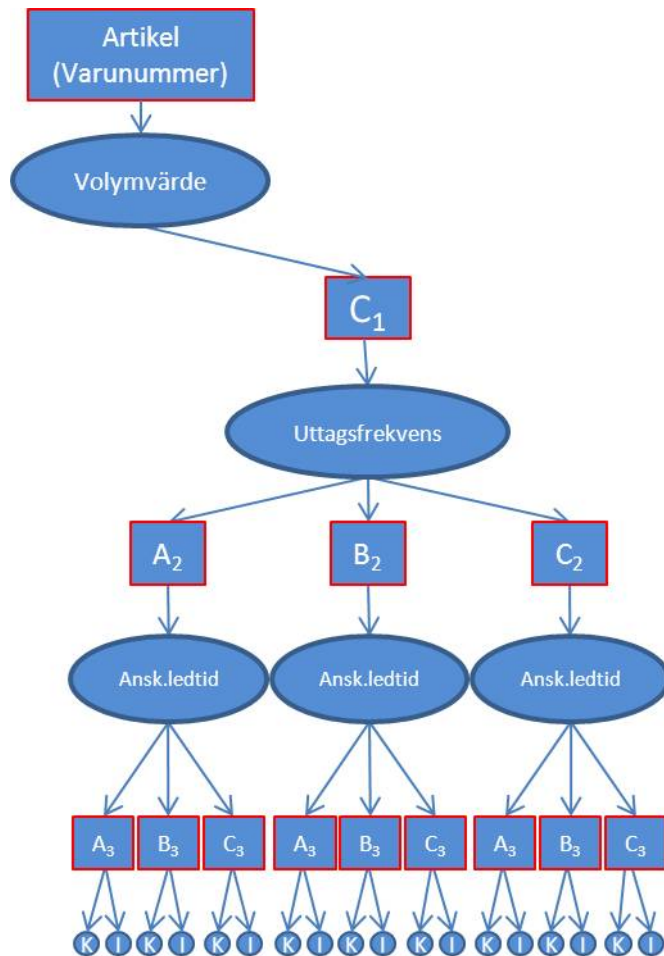 Artikel
(Varunummer)
Volymvärde
C₁
Uttagsfrekvens
A₂ B₂ C₂
Ansk.ledtid Ansk.ledtid Ansk.ledtid
A₃ B₃ C₃ A₃ B₃ C₃ A₃ B₃ C₃
K I K I K I K I K I K I K I K I K I